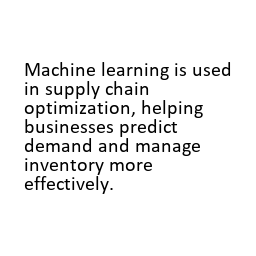 Machine learning is used
in supply chain
optimization, helping
businesses predict
demand and manage
inventory more
effectively.